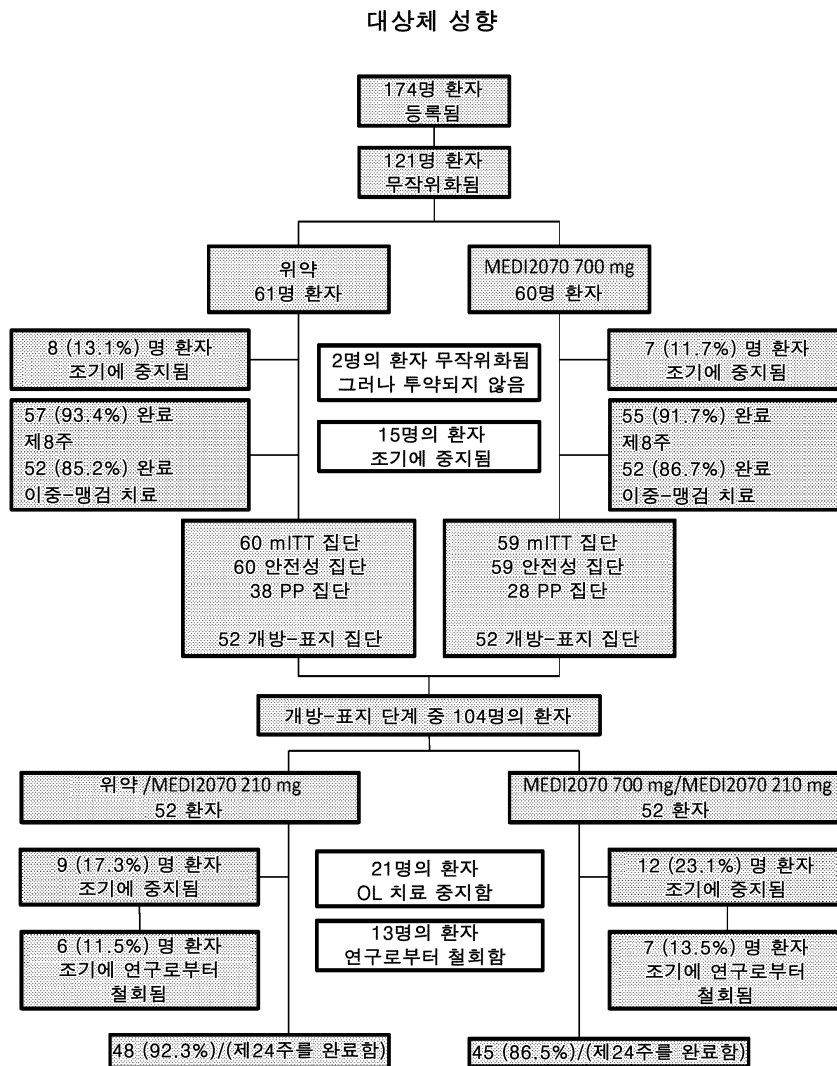 대상체 성향
174명 환자
등록됨
121명 환자
무작위화됨
위약
61명 환자
MEDI2070 700 mg
60명 환자
8 (13.1%) 명 환자
조기에 중지됨
2명의 환자 무작위화됨
그러나 투약되지 않음
7 (11.7%) 명 환자
조기에 중지됨
57 (93.4%) 완료
제8주
52 (85.2%) 완료
이중-맹검 치료
15명의 환자
조기에 중지됨
55 (91.7%) 완료
제8주
52 (86.7%) 완료
이중-맹검 치료
60 mITT 집단
60 안전성 집단
38 PP 집단
52 개방-표지 집단
59 mITT 집단
59 안전성 집단
28 PP 집단
52 개방-표지 집단
개방-표지 단계 중 104명의 환자
위약 /MEDI2070 210 mg
52 환자
MEDI2070 700 mg/MEDI2070 210 mg
52 환자
9 (17.3%) 명 환자
조기에 중지됨
21명의 환자
OL 치료 중지함
12 (23.1%) 명 환자
조기에 중지됨
6 (11.5%) 명 환자
조기에 연구로부터
철회됨
13명의 환자
연구로부터 철회함
7 (13.5%) 명 환자
조기에 연구로부터
철회됨
48 (92.3%)/(제24주를 완료함)
45 (86.5%)/(제24주를 완료함)